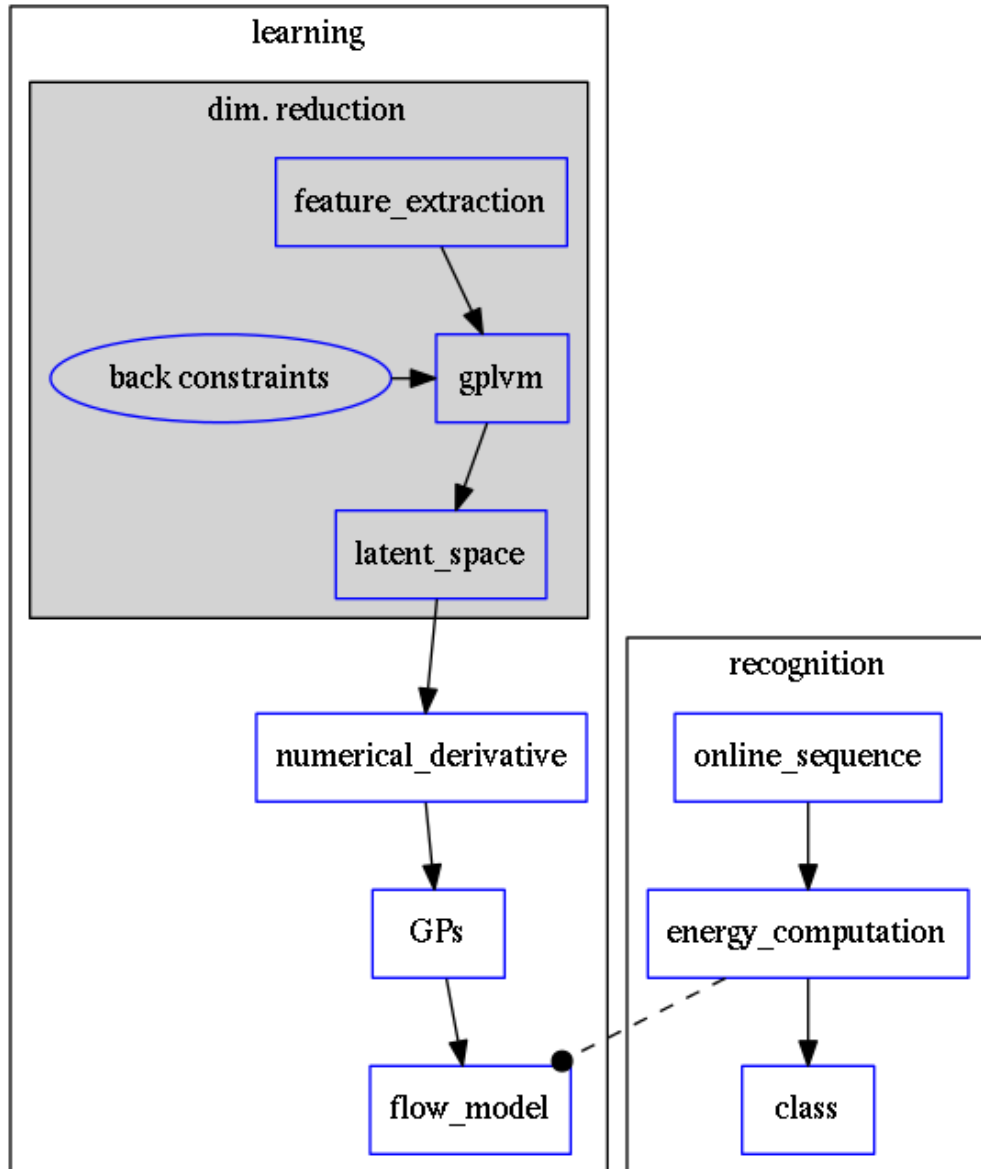 learning
dim. reduction
feature_extraction
back constraints
gplvm
latent_space
numerical_derivative
GPs
flow_model
recognition
online_sequence
energy_computation
class